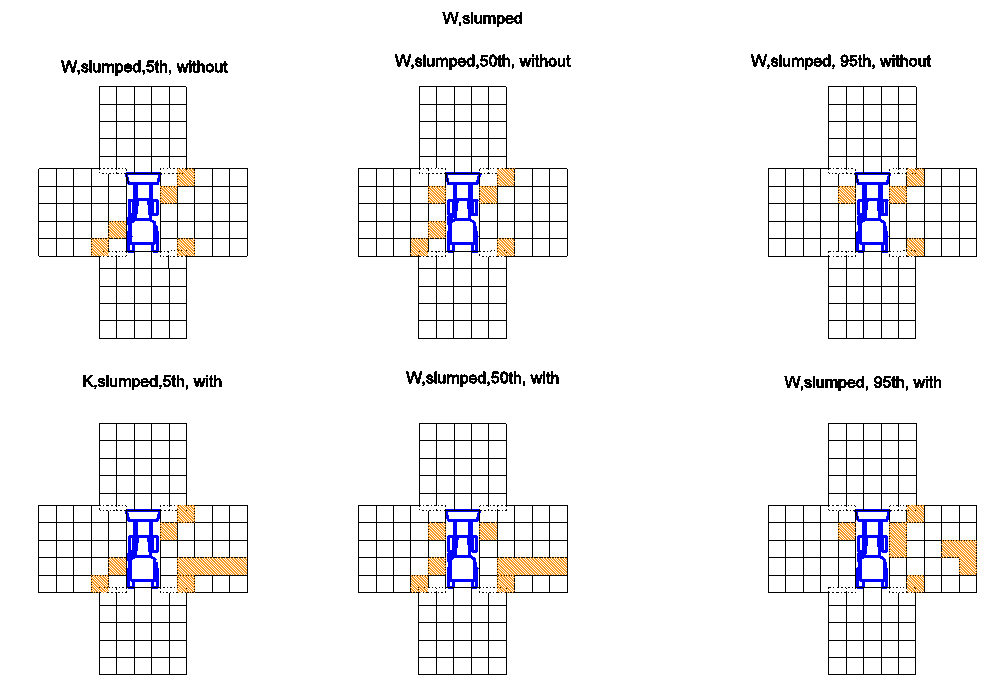 W,slumped
W,slumped,5th, without
W,slumped,50th, without
W,slumped, 95th, without
K,slumped,5th, with
W,slumped,50th, with
W,slumped, 95th, with